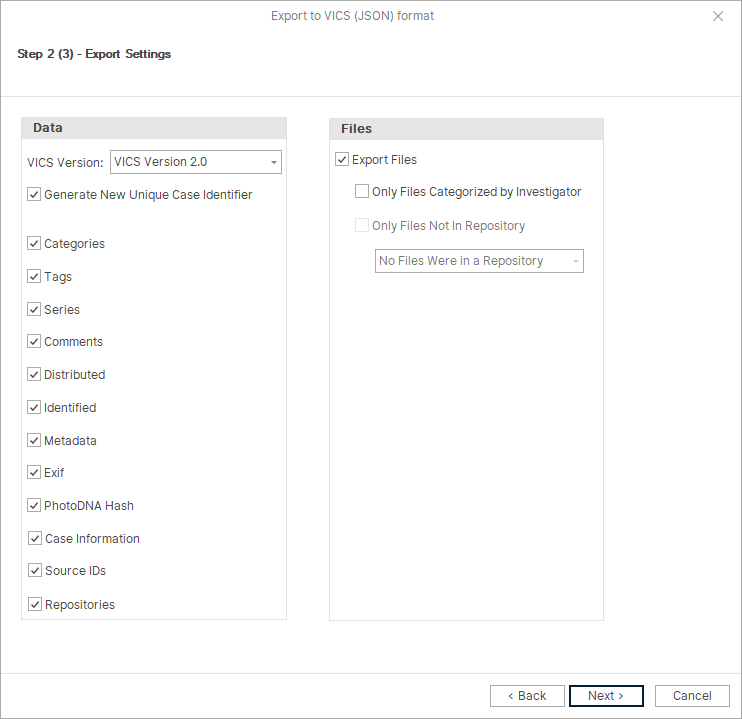 Export to VICS (JSON) format
Step 2 (3) - Export Settings
Data
VICS Version: VICS Version 2.0
Generate New Unique Case Identifier
Categories
Tags
Series
Comments
Distributed
Identified
Metadata
Exif
PhotoDNA Hash
Case Information
Source IDs
Repositories
Files
Export Files
Only Files Categorized by Investigator
Only Files Not In Repository
No Files Were in a Repository
< Back Next > Cancel